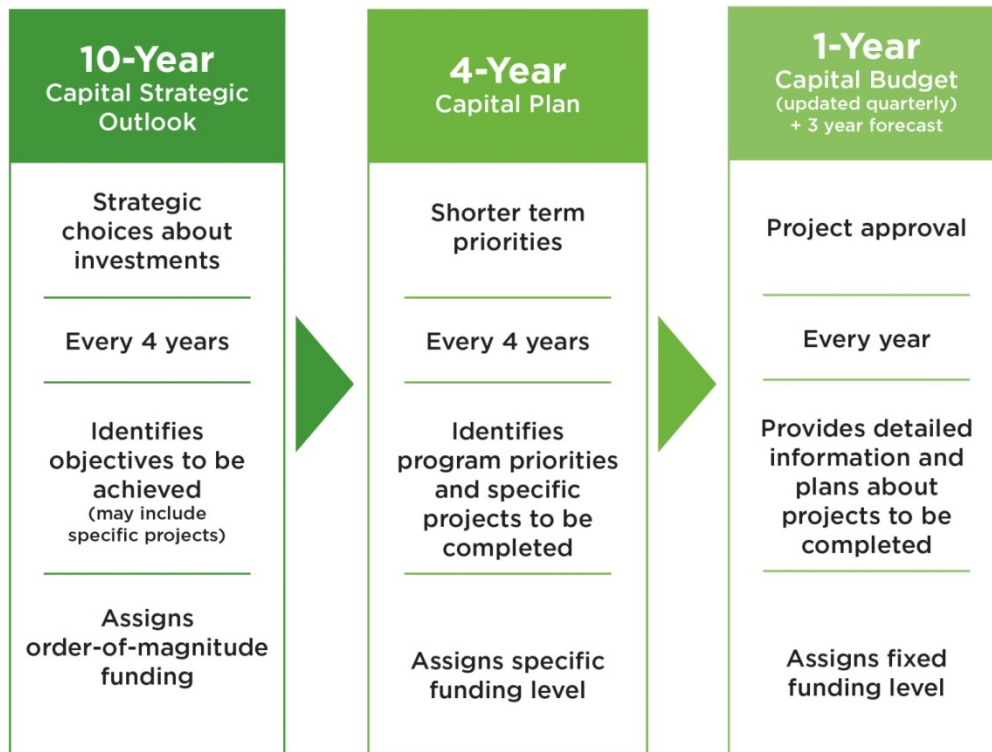 10-Year
Capital Strategic
Outlook
Strategic
choices about
investments
Every 4 years
Identifies
objectives to be
achieved
(may include
specific projects)
Assigns
order-of-magnitude
funding
4-Year
Capital Plan
Shorter term
priorities
Every 4 years
Identifies
program priorities
and specific
projects to be
completed
Assigns specific
funding level
1-Year
Capital Budget
(updated quarterly)
+ 3 year forecast
Project approval
Every year
Provides detailed
information and
plans about
projects to be
completed
Assigns fixed
funding level